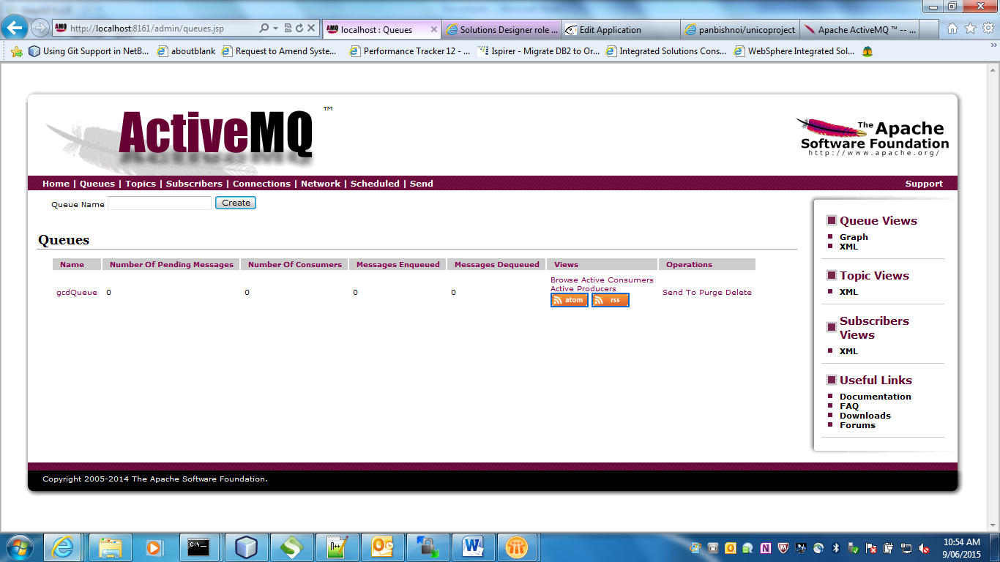 http://localhost:8161/admin/queues.jsp
localhost : Queues
Solutions Designer role ...
Edit Application
panbishnoi/unicoproject
Apache ActiveMQ ™ -- ...
Using Git Support in NetB...
aboutblank
Request to Amend Syste...
Performance Tracker 12 - ...
Ispirer - Migrate DB2 to Or...
Integrated Solutions Cons...
WebSphere Integrated Sol...
ActiveMQ ™
The Apache
Software Foundation
http://www.apache.org/
Home | Queues | Topics | Subscribers | Connections | Network | Scheduled | Send
Support
Queue Name
Create
Queues
Name Number Of Pending Messages Number Of Consumers Messages Enqueued Messages Dequeued Views Operations
gcdQueue 0 0 0 0
Browse Active Consumers
Active Producers
atom rss
Send To Purge Delete
Queue Views
Graph
XML
Topic Views
XML
Subscribers
Views
XML
Useful Links
Documentation
FAQ
Downloads
Forums
Copyright 2005-2014 The Apache Software Foundation.
10:54 AM
9/06/2015